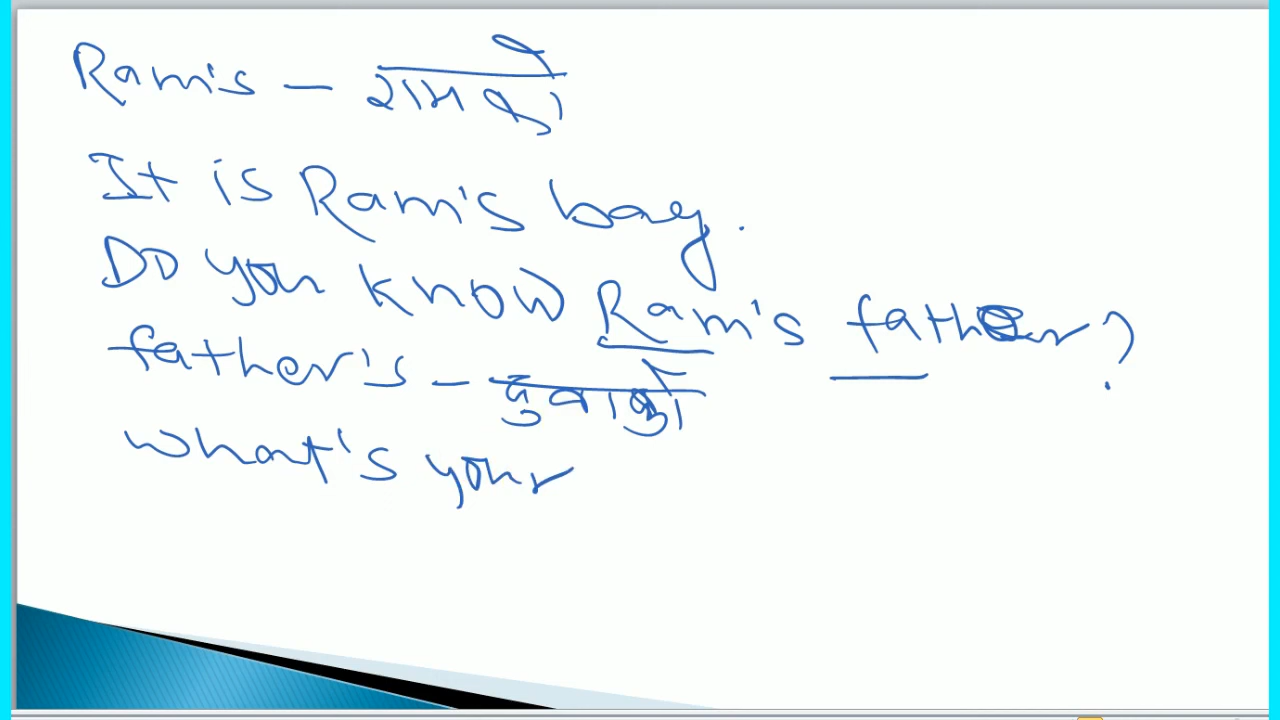 Ram's – रामको
It is Ram's bag.
Do you know Ram's father?
father's – बुवाको
what's your